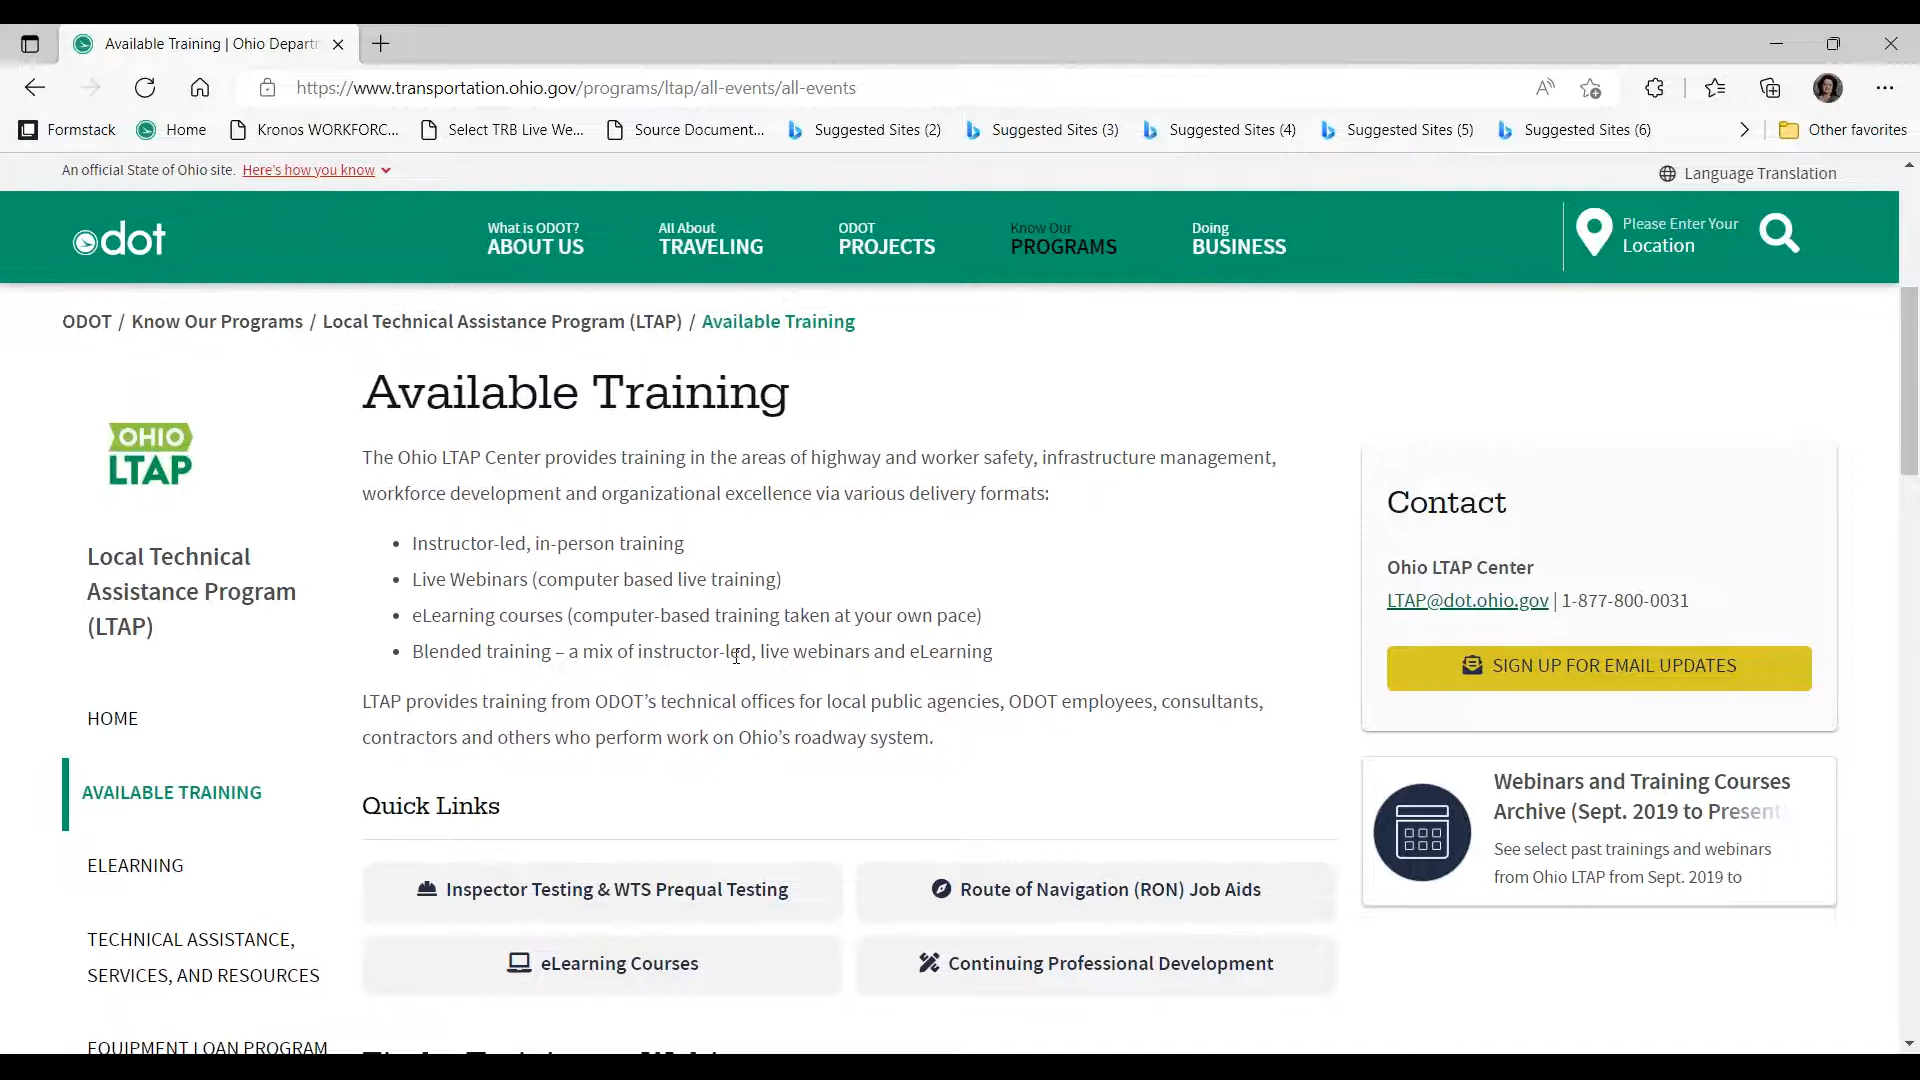 Available Training | Ohio Departm
https://www.transportation.ohio.gov/programs/ltap/all-events/all-events
Formstack
Home
Kronos WORKFORC...
Select TRB Live We...
Source Document...
Suggested Sites (2)
Suggested Sites (3)
Suggested Sites (4)
Suggested Sites (5)
Suggested Sites (6)
Other favorites
An official State of Ohio site. Here's how you know
Language Translation
odot
What is ODOT?
ABOUT US
All About
TRAVELING
ODOT
PROJECTS
Know Our
PROGRAMS
Doing
BUSINESS
Please Enter Your
Location
ODOT / Know Our Programs / Local Technical Assistance Program (LTAP) / Available Training
OHIO
LTAP
Local Technical
Assistance Program
(LTAP)
HOME
AVAILABLE TRAINING
ELEARNING
TECHNICAL ASSISTANCE,
SERVICES, AND RESOURCES
EQUIPMENT LOAN PROGRAM
Available Training
The Ohio LTAP Center provides training in the areas of highway and worker safety, infrastructure management,
workforce development and organizational excellence via various delivery formats:
• Instructor-led, in-person training
• Live Webinars (computer based live training)
• eLearning courses (computer-based training taken at your own pace)
• Blended training – a mix of instructor-led, live webinars and eLearning
LTAP provides training from ODOT's technical offices for local public agencies, ODOT employees, consultants,
contractors and others who perform work on Ohio's roadway system.
Quick Links
Inspector Testing & WTS Prequal Testing
Route of Navigation (RON) Job Aids
eLearning Courses
Continuing Professional Development
Contact
Ohio LTAP Center
LTAP@dot.ohio.gov | 1-877-800-0031
SIGN UP FOR EMAIL UPDATES
Webinars and Training Courses
Archive (Sept. 2019 to Present
See select past trainings and webinars
from Ohio LTAP from Sept. 2019 to